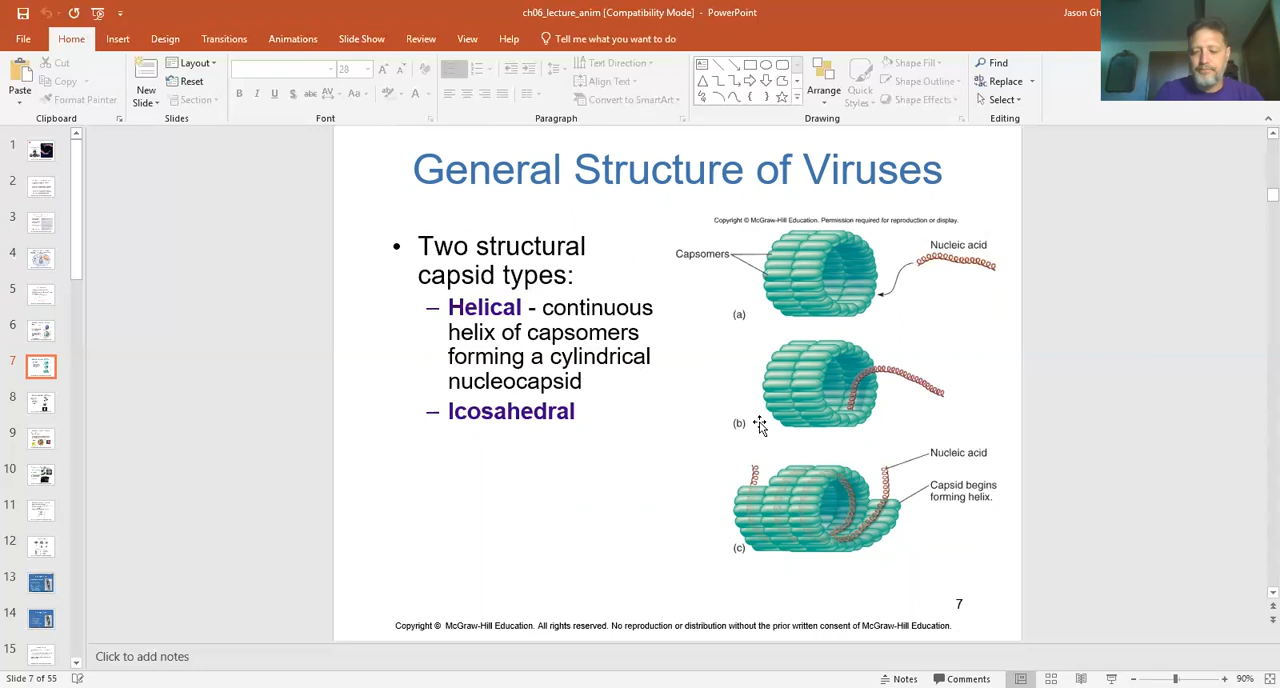 ch06_lecture_anim [Compatibility Mode] - PowerPoint
Jason Gh
File Home Insert Design Transitions Animations Slide Show Review View Help Tell me what you want to do
Paste
Cut
Copy
Format Painter
Clipboard
New
Slide
Layout
Reset
Section
Slides
28
B I U S abc AV Aa A
Font
Text Direction
Align Text
Convert to SmartArt
Paragraph
Arrange
Quick
Styles
Shape Fill
Shape Outline
Shape Effects
Drawing
Find
Replace
Select
Editing
1
2
3
4
5
6
7
8
9
10
11
12
13
14
15
General Structure of Viruses
• Two structural
capsid types:
– Helical - continuous
helix of capsomers
forming a cylindrical
nucleocapsid
– Icosahedral
Copyright © McGraw-Hill Education. Permission required for reproduction or display.
Capsomers
Nucleic acid
(a)
(b)
Nucleic acid
Capsid begins
forming helix.
(c)
7
Copyright © McGraw-Hill Education. All rights reserved. No reproduction or distribution without the prior written consent of McGraw-Hill Education.
Click to add notes
Slide 7 of 55
Notes Comments 90%